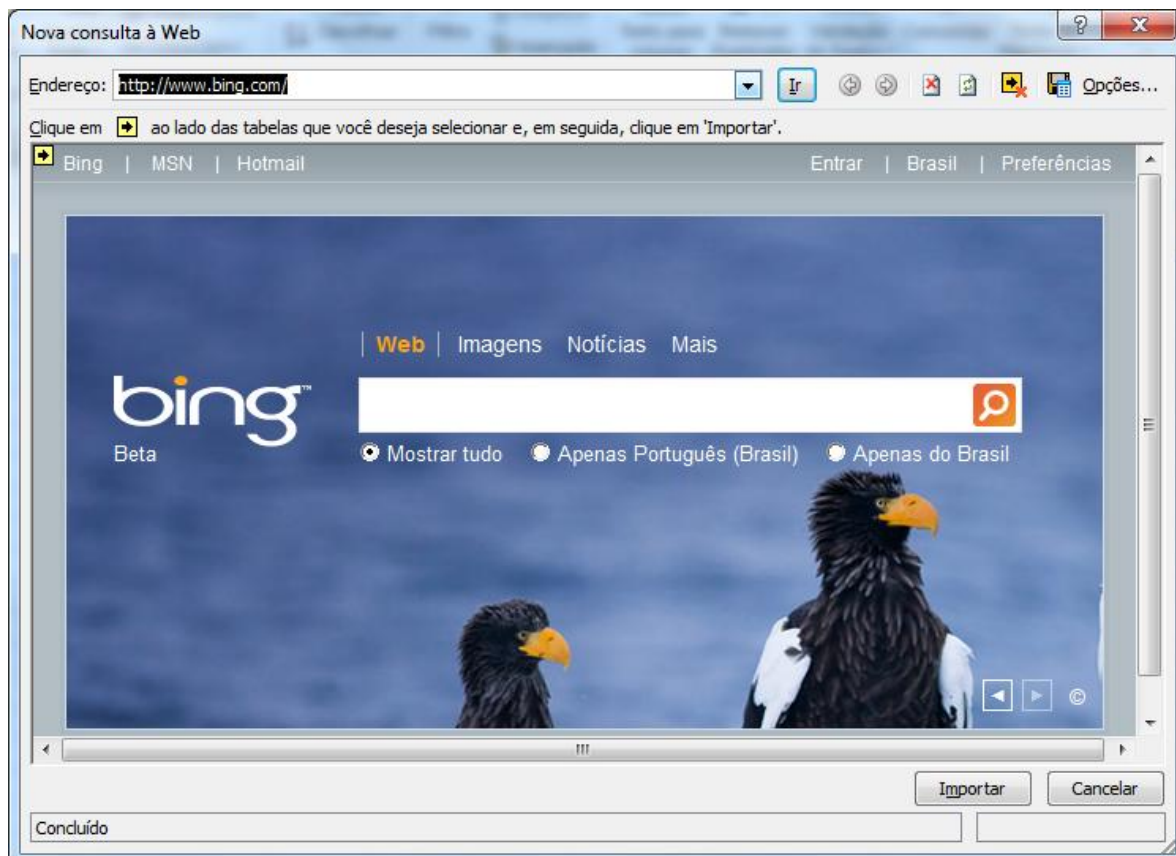 Nova consulta à Web
Endereço: http://www.bing.com/ Ir Opções...
Clique em ao lado das tabelas que você deseja selecionar e, em seguida, clique em 'Importar'.
Bing | MSN | Hotmail Entrar | Brasil | Preferências
Web | Imagens Notícias Mais
bing™
Beta
Mostrar tudo Apenas Português (Brasil) Apenas do Brasil
©
Importar Cancelar
Concluído